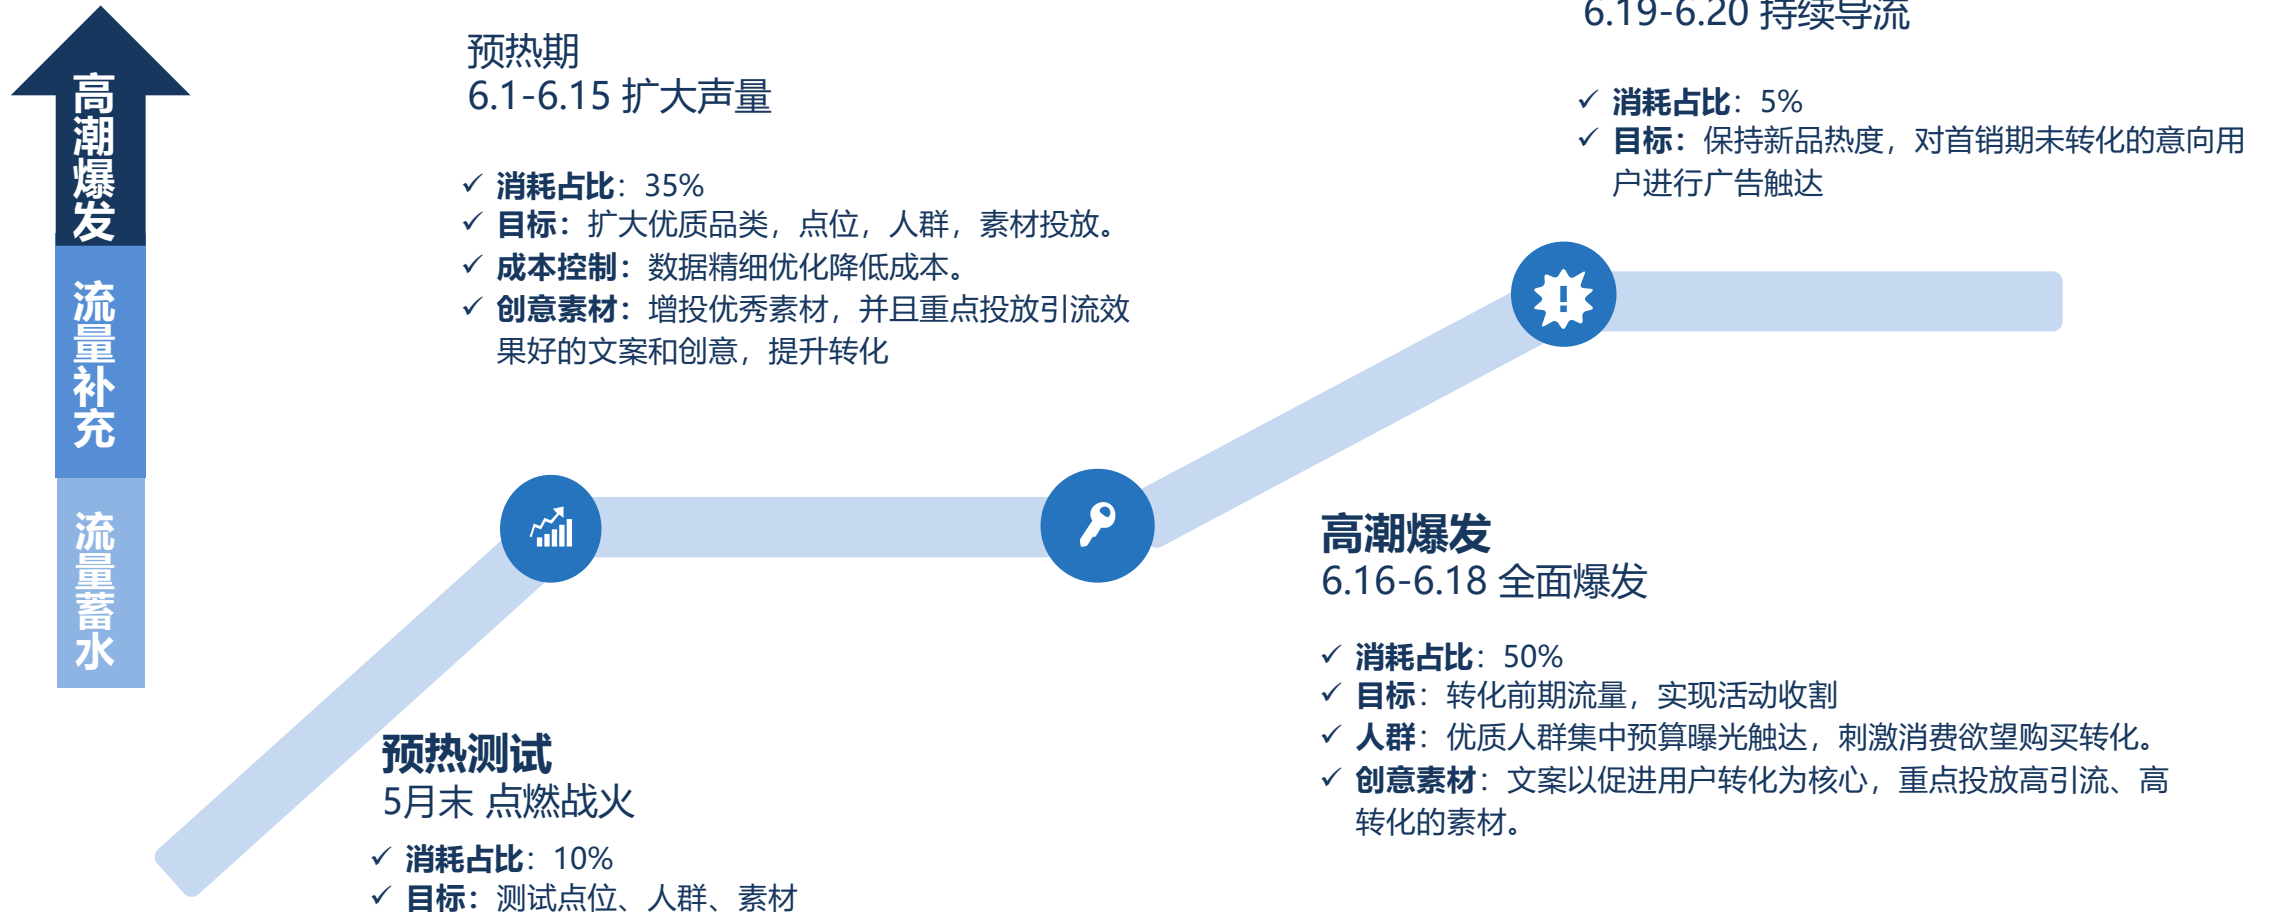 高潮爆发
流量补充
流量蓄水
预热期
6.1-6.15 扩大声量
✓ 消耗占比：35%
✓ 目标：扩大优质品类，点位，人群，素材投放。
✓ 成本控制：数据精细优化降低成本。
✓ 创意素材：增投优秀素材，并且重点投放引流效
果好的文案和创意，提升转化
6.19-6.20 持续导流
✓ 消耗占比：5%
✓ 目标：保持新品热度，对首销期未转化的意向用
户进行广告触达
高潮爆发
6.16-6.18 全面爆发
✓ 消耗占比：50%
✓ 目标：转化前期流量，实现活动收割
✓ 人群：优质人群集中预算曝光触达，刺激消费欲望购买转化。
✓ 创意素材：文案以促进用户转化为核心，重点投放高引流、高
转化的素材。
预热测试
5月末 点燃战火
✓ 消耗占比：10%
✓ 目标：测试点位、人群、素材